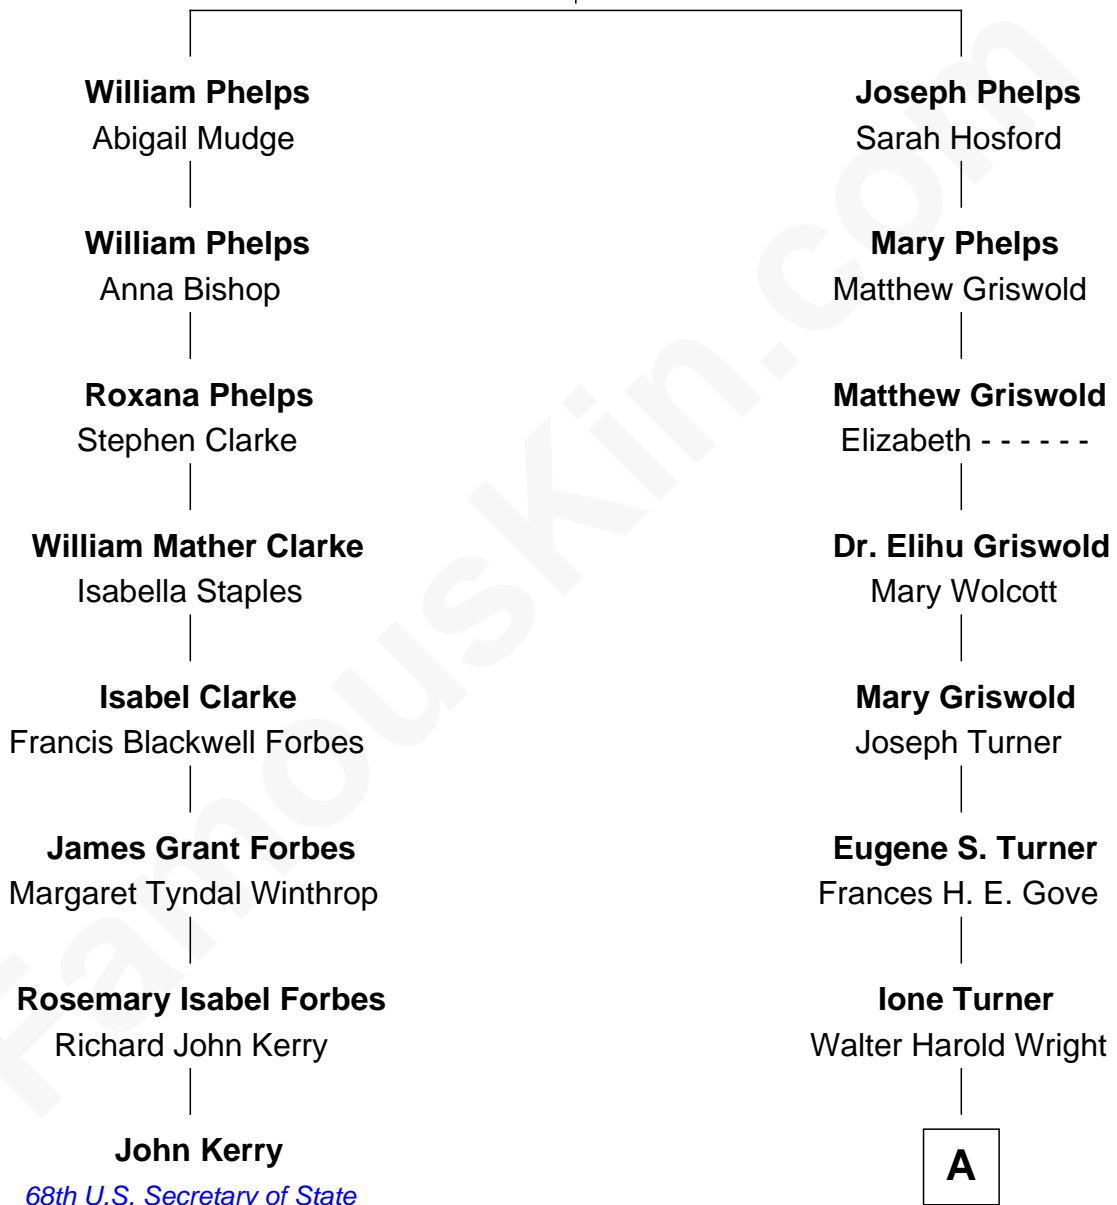 William Phelps
Abigail Mudge
William Phelps
Anna Bishop
Roxana Phelps
Stephen Clarke
William Mather Clarke
Isabella Staples
Isabel Clarke
Francis Blackwell Forbes
James Grant Forbes
Margaret Tyndal Winthrop
Rosemary Isabel Forbes
Richard John Kerry
John Kerry
68th U.S. Secretary of State
Joseph Phelps
Sarah Hosford
Mary Phelps
Matthew Griswold
Matthew Griswold
Elizabeth - - - - - -
Dr. Elihu Griswold
Mary Wolcott
Mary Griswold
Joseph Turner
Eugene S. Turner
Frances H. E. Gove
Ione Turner
Walter Harold Wright
A
FamousKin.com